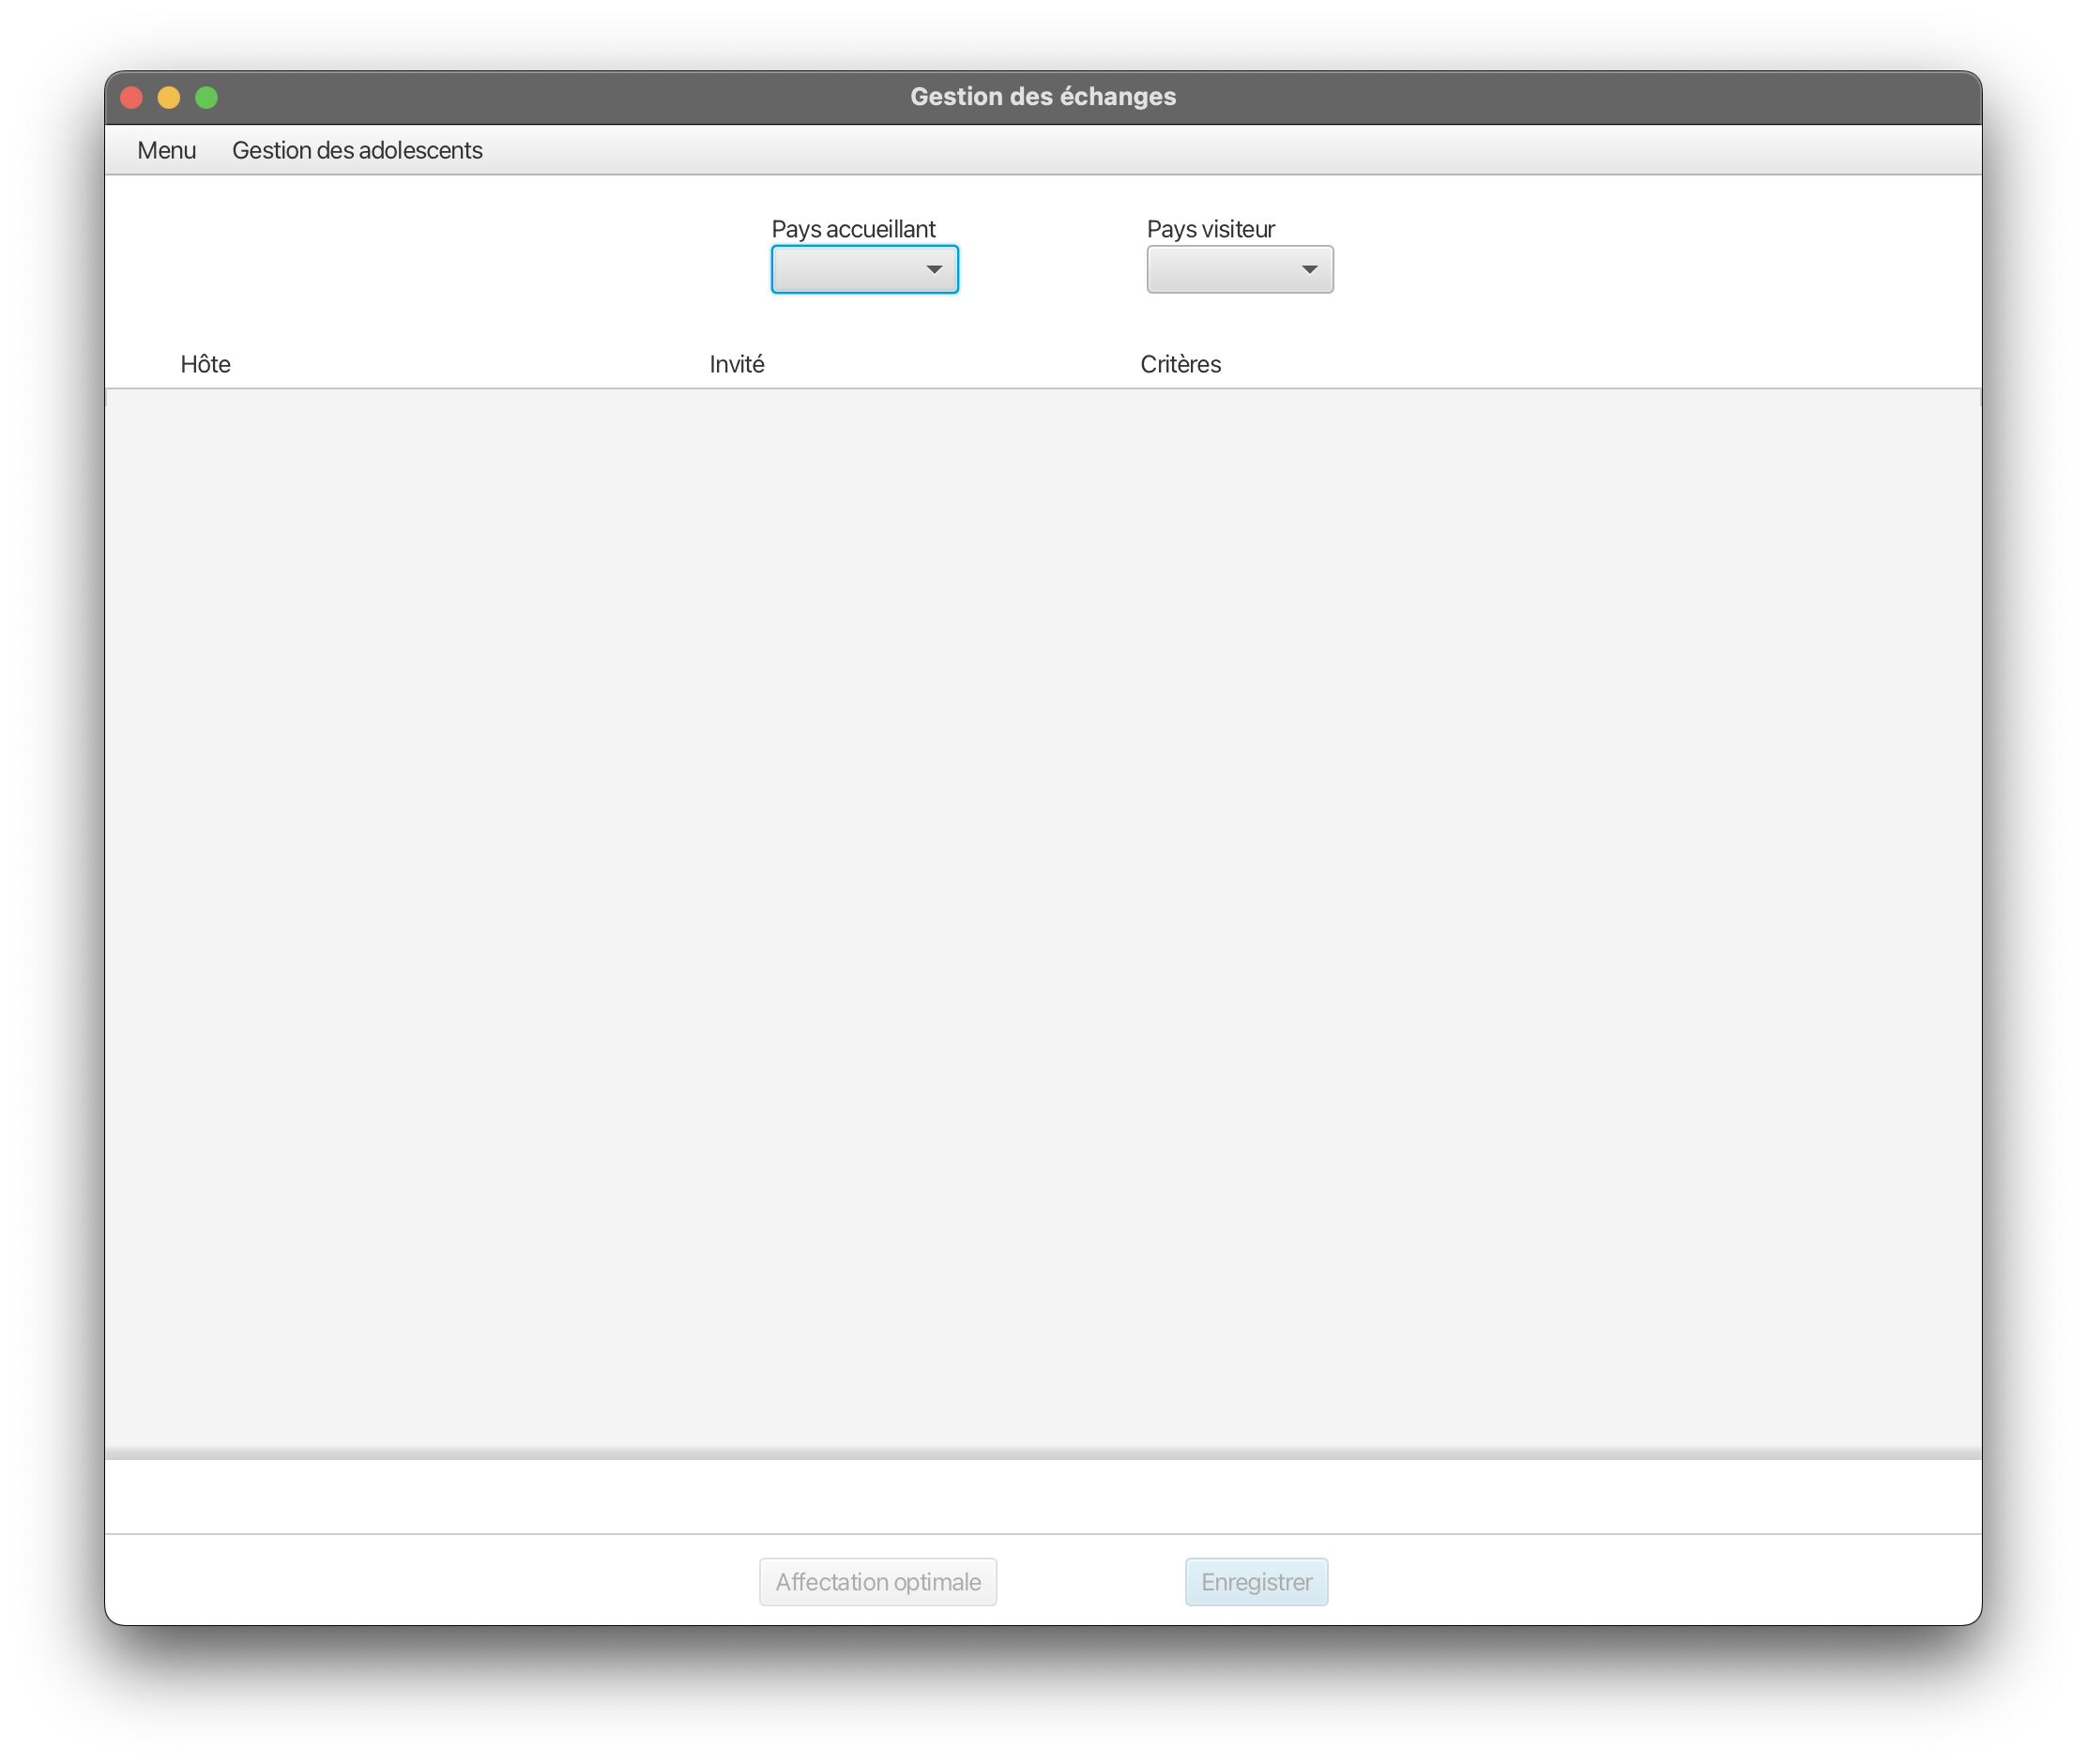 Gestion des échanges
Menu Gestion des adolescents
Pays accueillant Pays visiteur
Hôte Invité Critères
Affectation optimale Enregistrer